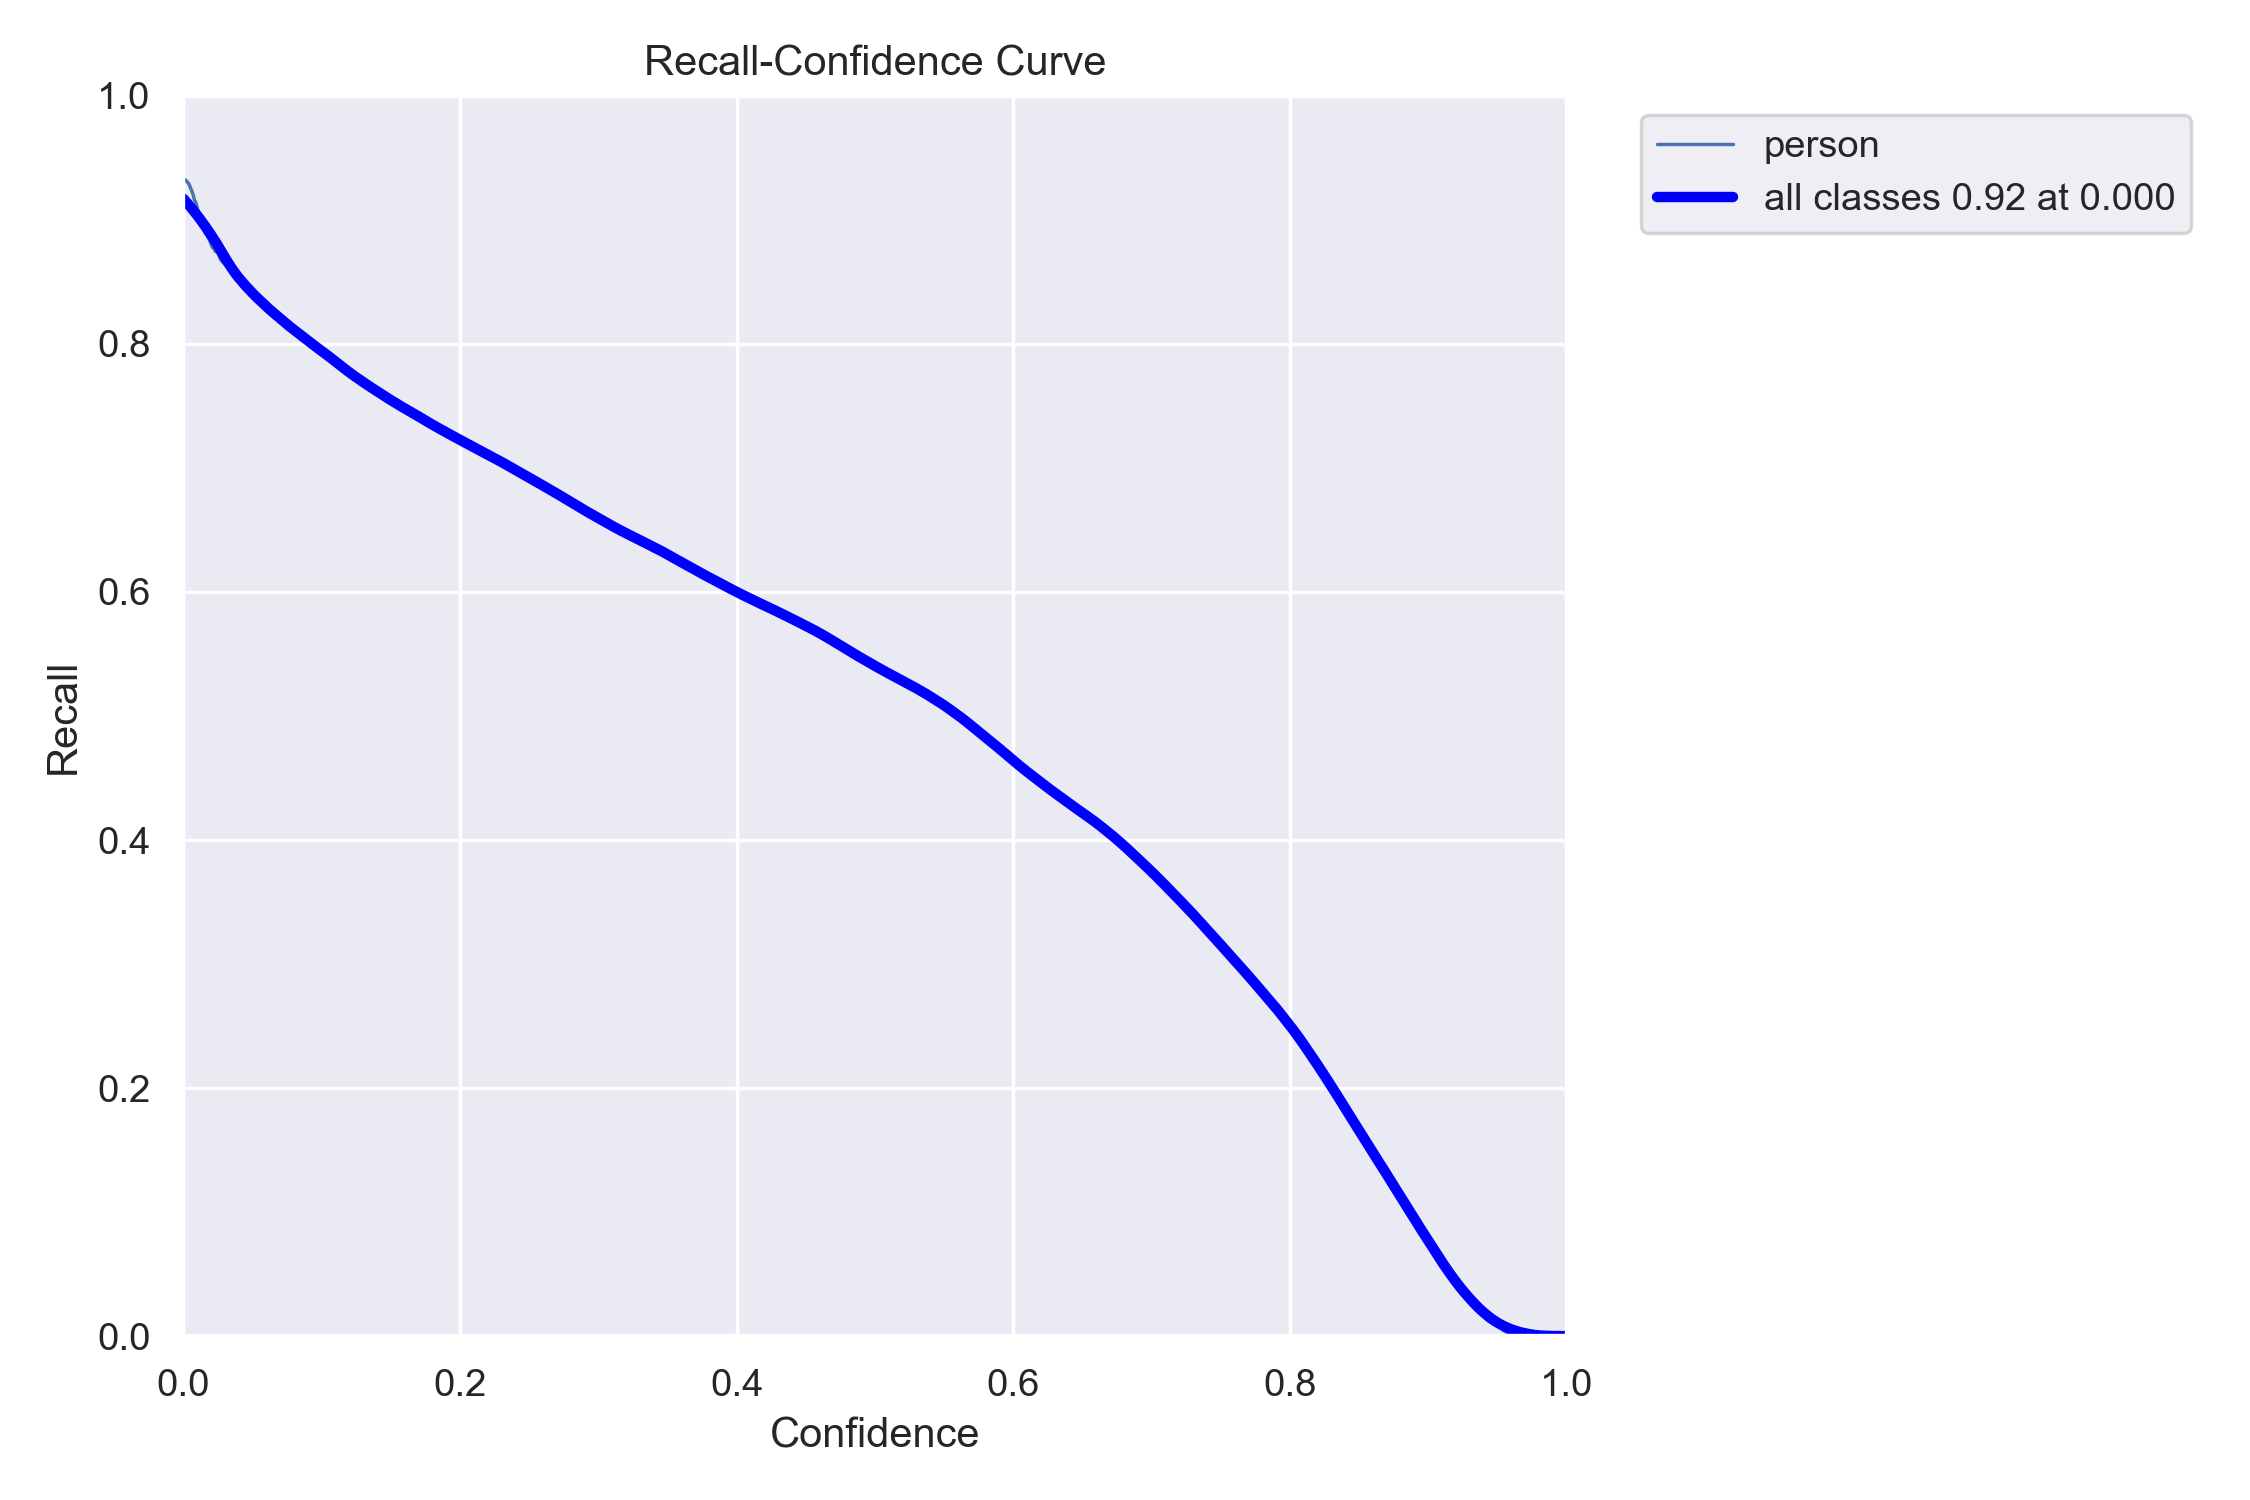 Recall-Confidence Curve
1.0
0.8
0.6
0.4
0.2
0.0
Recall
0.0 0.2 0.4 0.6 0.8 1.0
Confidence
person
all classes 0.92 at 0.000